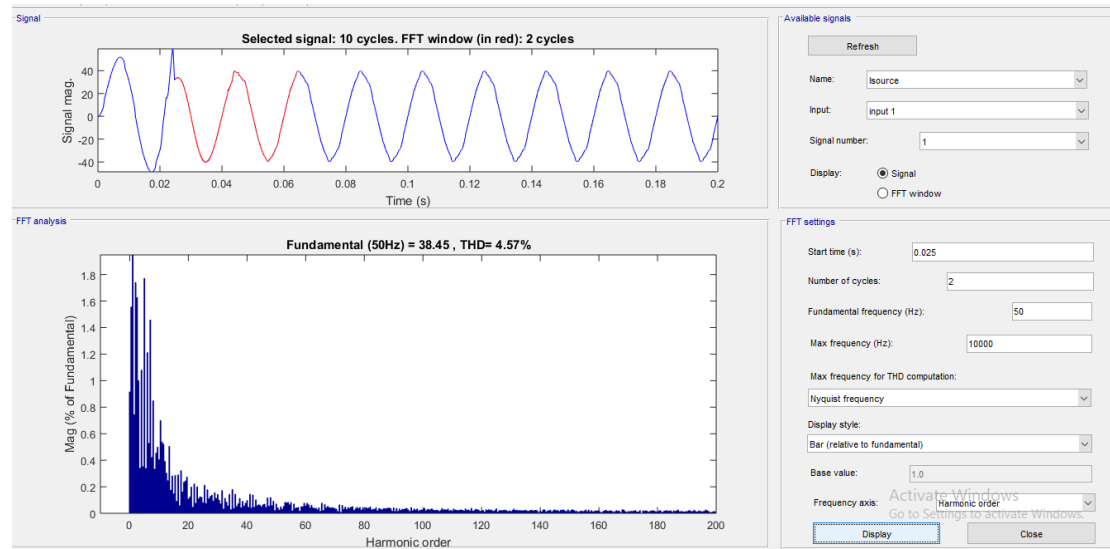 Signal
Selected signal: 10 cycles. FFT window (in red): 2 cycles
Signal mag.
40
20
0
-20
-40
0 0.02 0.04 0.06 0.08 0.1 0.12 0.14 0.16 0.18 0.2
Time (s)
FFT analysis
Fundamental (50Hz) = 38.45 , THD= 4.57%
Mag (% of Fundamental)
1.8
1.6
1.4
1.2
1
0.8
0.6
0.4
0.2
0
0 20 40 60 80 100 120 140 160 180 200
Harmonic order
Available signals
Refresh
Name: Isource
Input: input 1
Signal number: 1
Display: Signal
FFT window
FFT settings
Start time (s): 0.025
Number of cycles: 2
Fundamental frequency (Hz): 50
Max frequency (Hz): 10000
Max frequency for THD computation:
Nyquist frequency
Display style:
Bar (relative to fundamental)
Base value: 1.0
Activate Windows
Frequency axis: Harmonic order
Go to Settings to activate Windows.
Display Close